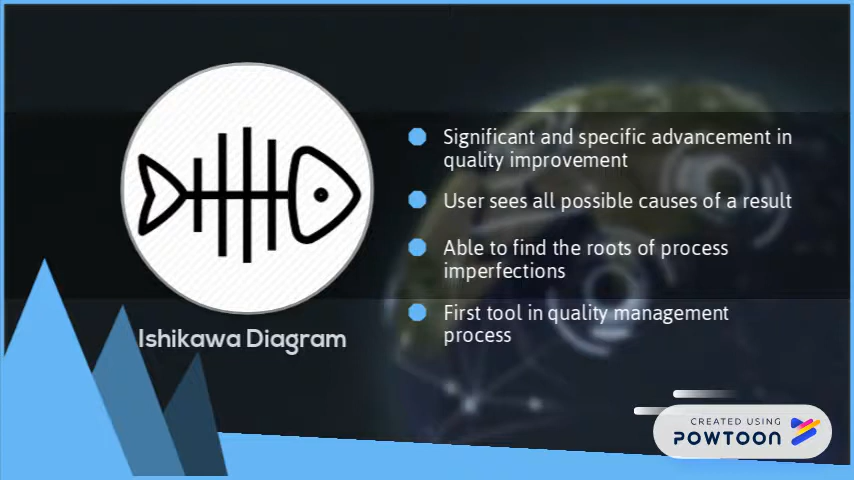 Significant and specific advancement in
quality improvement
User sees all possible causes of a result
Able to find the roots of process
imperfections
First tool in quality management
process
Ishikawa Diagram
CREATED USING
POWTOON